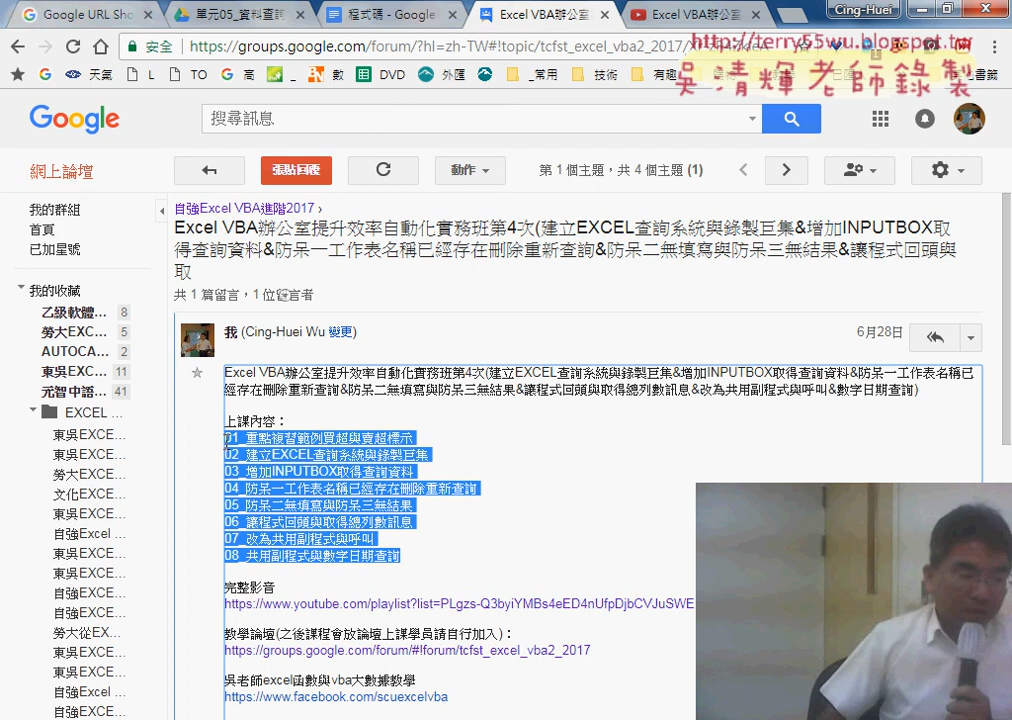 Google URL Sho
單元05_資料查詢
程式碼 - Google
Excel VBA辦公室
Excel VBA辦公室
Cing-Huei
安全
https://groups.google.com/forum/?hl=zh-TW#!topic/tcfst_excel_vba2_2017/
http://terry55wu.blogspot.tw
吳清輝老師錄製
天氣
L
TO
高
數
DVD
外匯
_常用
技術
有趣
Google
搜尋訊息
網上論壇
張貼回覆
動作
第 1 個主題，共 4 個主題 (1)
我的群組
首頁
已加星號
我的收藏
乙級軟體... 8
勞大EXC... 5
AUTOCA... 2
東吳EXC... 11
元智中語... 41
EXCEL ...
東吳EXCE...
東吳EXCE...
勞大EXCE...
文化EXCE...
東吳EXCE...
自強Excel ...
東吳EXCE...
東吳EXCE...
自強EXCE...
自強EXCE...
勞大從EX...
東吳EXCE...
東吳EXCE...
自強Excel ...
自強EXCE...
自強Excel VBA進階2017 ›
Excel VBA辦公室提升效率自動化實務班第4次(建立EXCEL查詢系統與錄製巨集&增加INPUTBOX取
得查詢資料&防呆一工作表名稱已經存在刪除重新查詢&防呆二無填寫與防呆三無結果&讓程式回頭與
取
共 1 篇留言，1 位留言者
我 (Cing-Huei Wu 變更)
6月28日
Excel VBA辦公室提升效率自動化實務班第4次(建立EXCEL查詢系統與錄製巨集&增加INPUTBOX取得查詢資料&防呆一工作表名稱已
經存在刪除重新查詢&防呆二無填寫與防呆三無結果&讓程式回頭與取得總列數訊息&改為共用副程式與呼叫&數字日期查詢)
上課內容：
01_重點複習範例買超與賣超標示
02_建立EXCEL查詢系統與錄製巨集
03_增加INPUTBOX取得查詢資料
04_防呆一工作表名稱已經存在刪除重新查詢
05_防呆二無填寫與防呆三無結果
06_讓程式回頭與取得總列數訊息
07_改為共用副程式與呼叫
08_共用副程式與數字日期查詢
完整影音
https://www.youtube.com/playlist?list=PLgzs-Q3byiYMBs4eED4nUfpDjbCVJuSWE
教學論壇(之後課程會放論壇上課學員請自行加入)：
https://groups.google.com/forum/#!forum/tcfst_excel_vba2_2017
吳老師excel函數與vba大數據教學
https://www.facebook.com/scuexcelvba